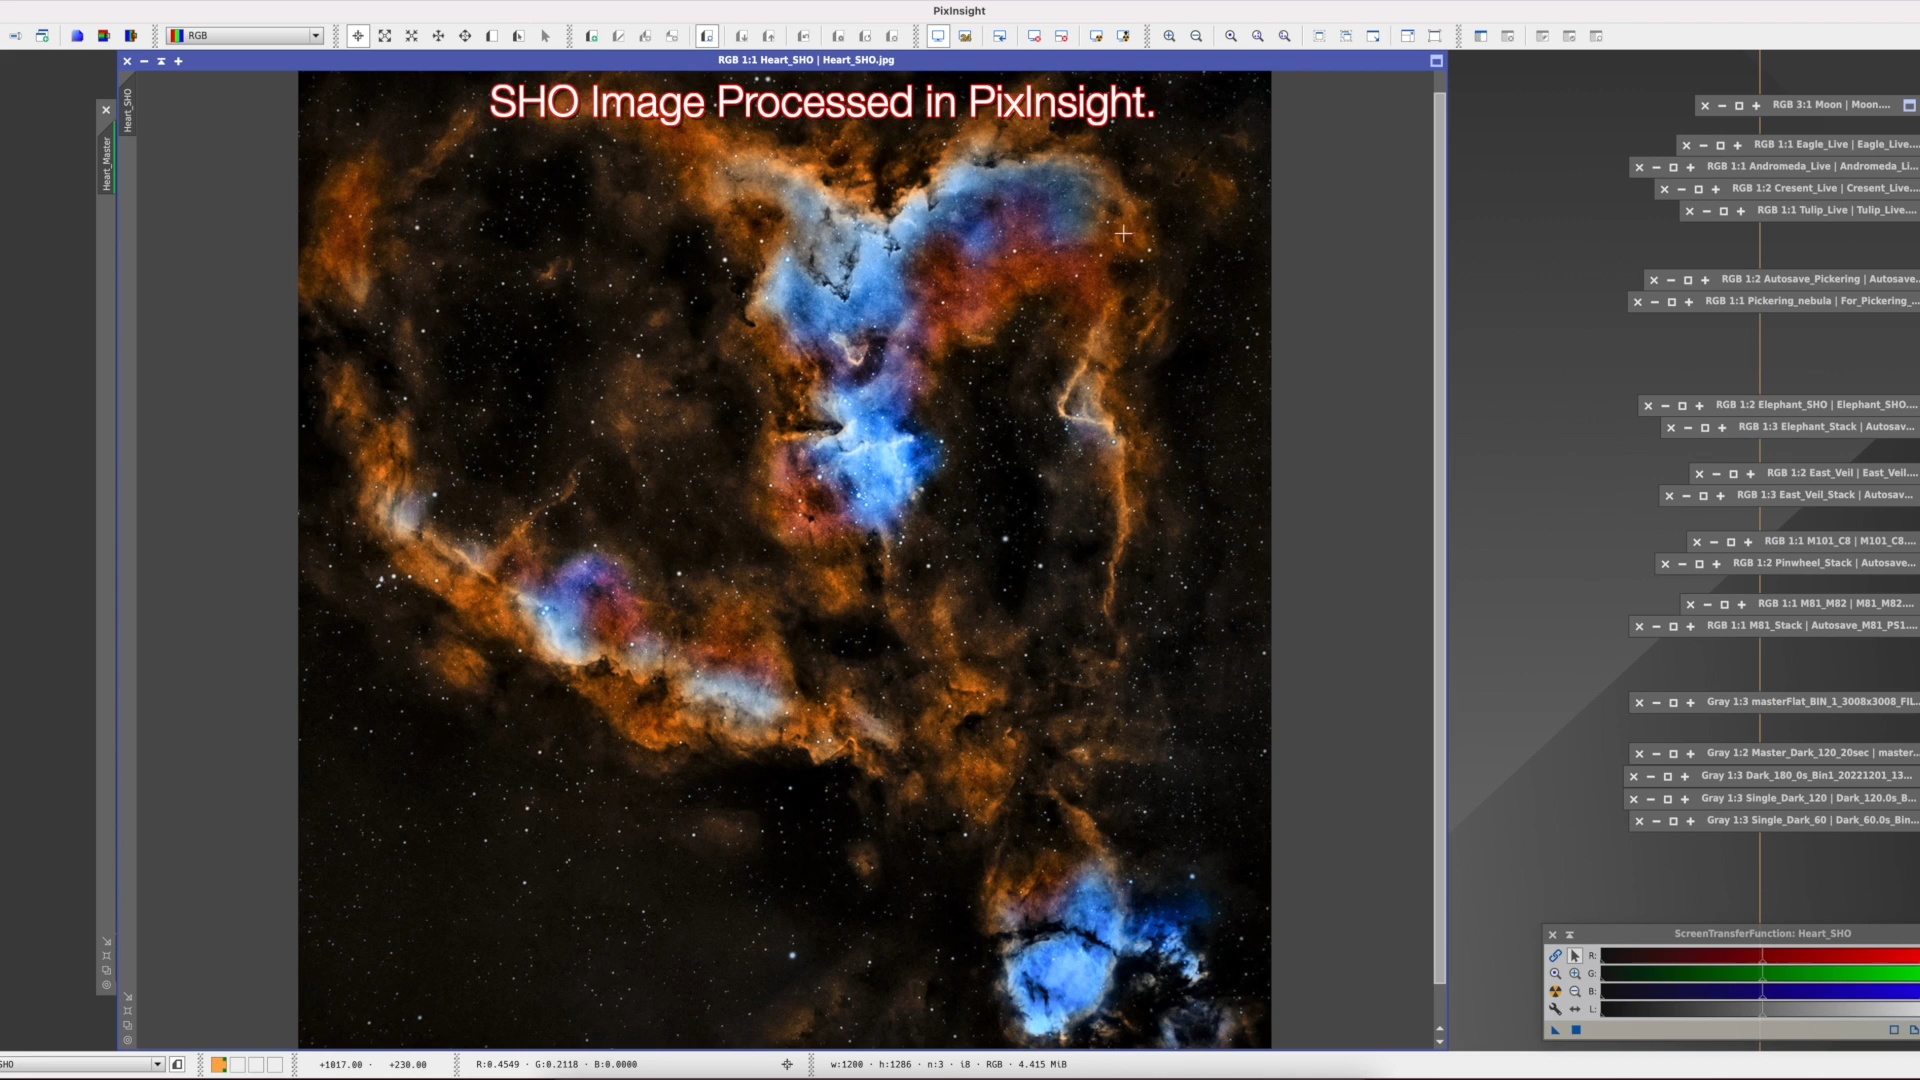 PixInsight
RGB
RGB 1:1 Heart_SHO | Heart_SHO.jpg
Heart_SHO
Heart_Master
SHO Image Processed in PixInsight.
RGB 3:1 Moon | Moon....
RGB 1:1 Eagle_Live | Eagle_Live....
RGB 1:1 Andromeda_Live | Andromeda_Li...
RGB 1:2 Cresent_Live | Cresent_Live....
RGB 1:1 Tulip_Live | Tulip_Live....
RGB 1:2 Autosave_Pickering | Autosave...
RGB 1:1 Pickering_nebula | For_Pickering_...
RGB 1:2 Elephant_SHO | Elephant_SHO....
RGB 1:3 Elephant_Stack | Autosav...
RGB 1:2 East_Veil | East_Veil....
RGB 1:3 East_Veil_Stack | Autosav...
RGB 1:1 M101_C8 | M101_C8....
RGB 1:2 Pinwheel_Stack | Autosave...
RGB 1:1 M81_M82 | M81_M82....
RGB 1:1 M81_Stack | Autosave_M81_PS1....
Gray 1:3 masterFlat_BIN_1_3008x3008_FIL...
Gray 1:2 Master_Dark_120_20sec | master...
Gray 1:3 Dark_180_0s_Bin1_20221201_13...
Gray 1:3 Single_Dark_120 | Dark_120.0s_B...
Gray 1:3 Single_Dark_60 | Dark_60.0s_Bin...
ScreenTransferFunction: Heart_SHO
R:
G:
B:
L:
SHO
+1017.00 · +230.00
R:0.4549 · G:0.2118 · B:0.0000
w:1200 · h:1286 · n:3 · i8 · RGB · 4.415 MiB